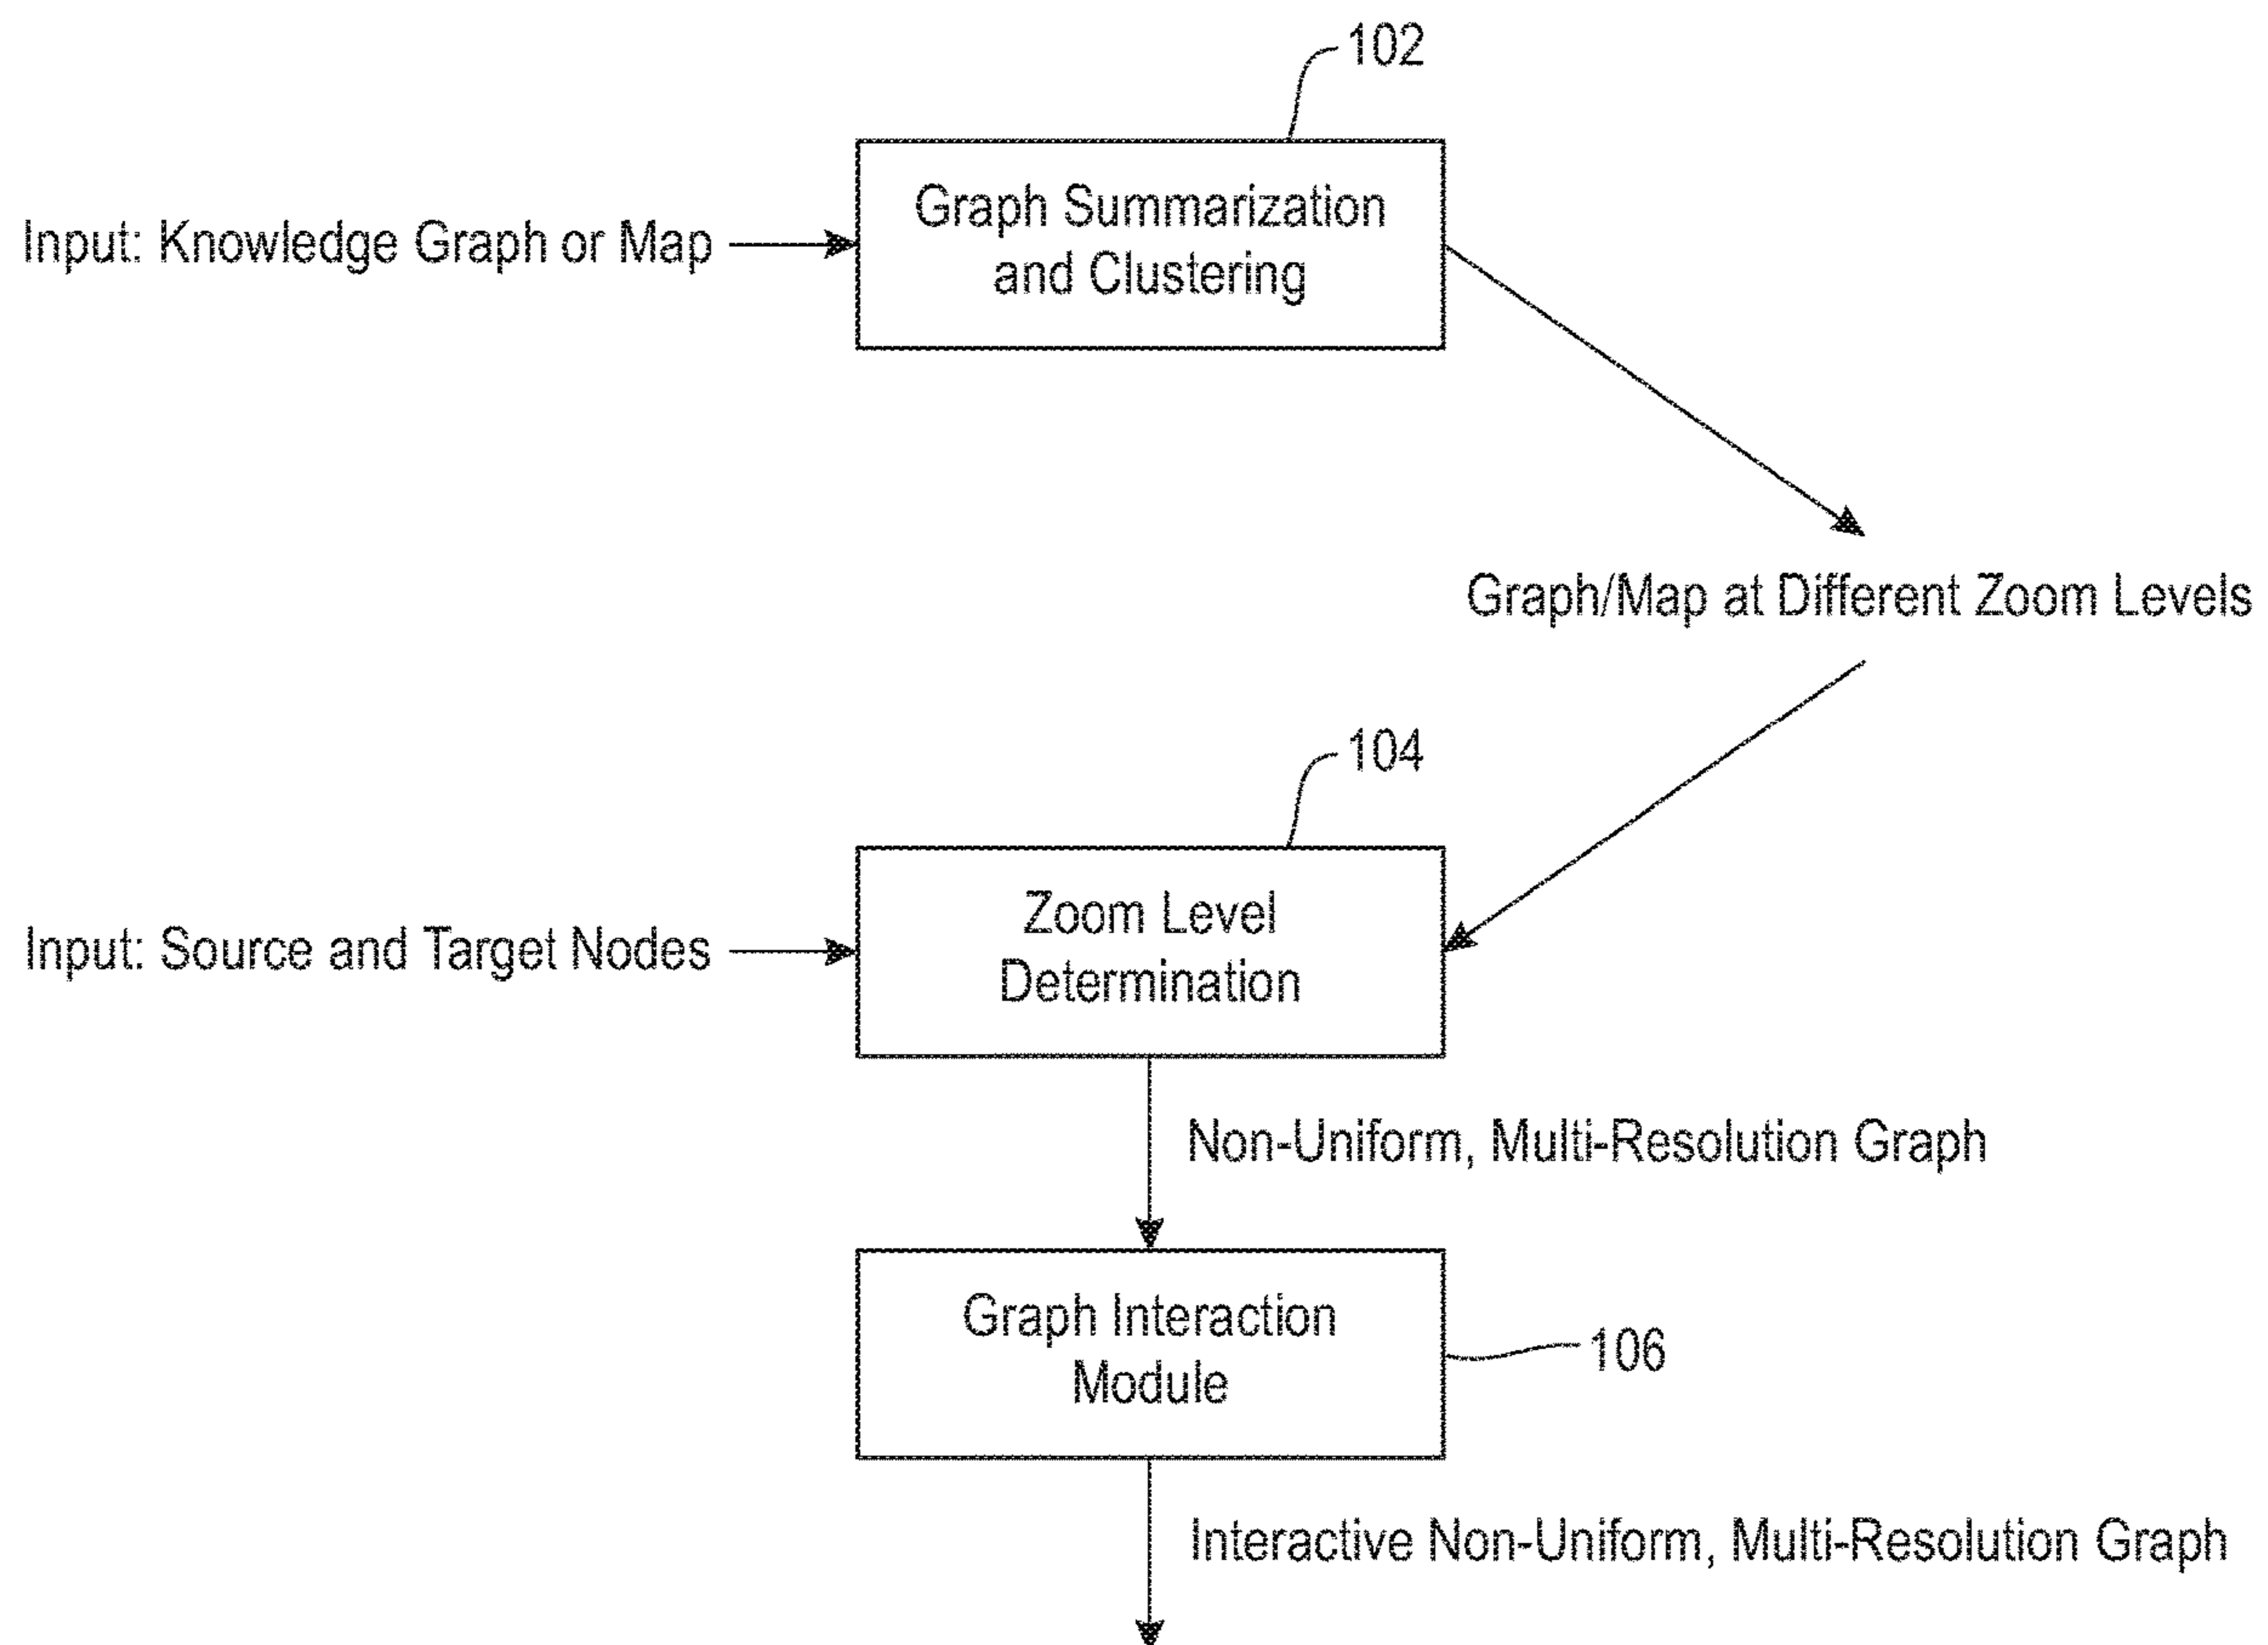 102
Input: Knowledge Graph or Map
Graph Summarization
and Clustering
Graph/Map at Different Zoom Levels
104
Input: Source and Target Nodes
Zoom Level
Determination
Non-Uniform, Multi-Resolution Graph
Graph Interaction
Module
106
Interactive Non-Uniform, Multi-Resolution Graph